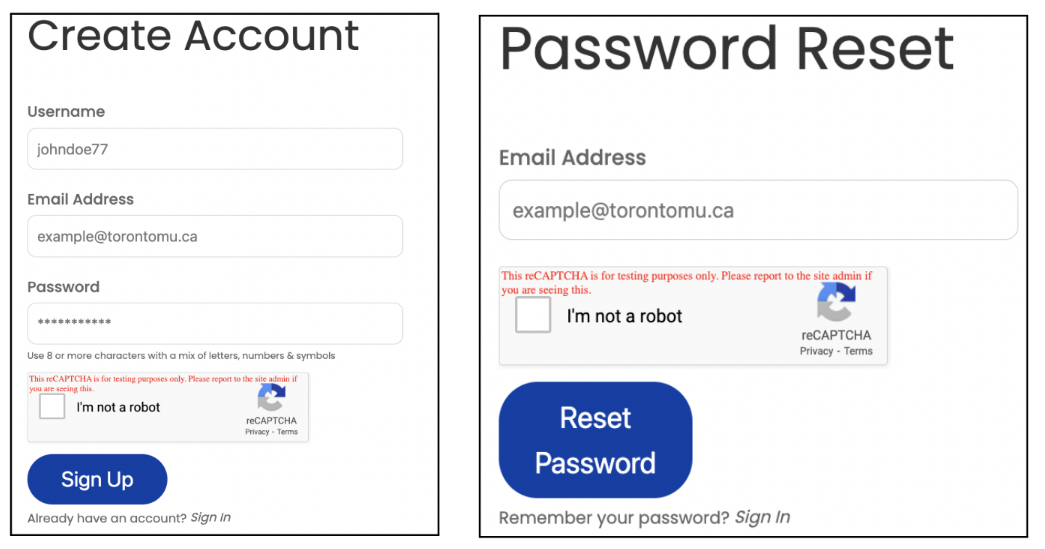 Create Account
Username
johndoe77
Email Address
example@torontomu.ca
Password
***********
Use 8 or more characters with a mix of letters, numbers & symbols
This reCAPTCHA is for testing purposes only. Please report to the site admin if
you are seeing this.
I'm not a robot
reCAPTCHA
Privacy - Terms
Sign Up
Already have an account? Sign In
Password Reset
Email Address
example@torontomu.ca
This reCAPTCHA is for testing purposes only. Please report to the site admin if
you are seeing this.
I'm not a robot
reCAPTCHA
Privacy - Terms
Reset
Password
Remember your password? Sign In